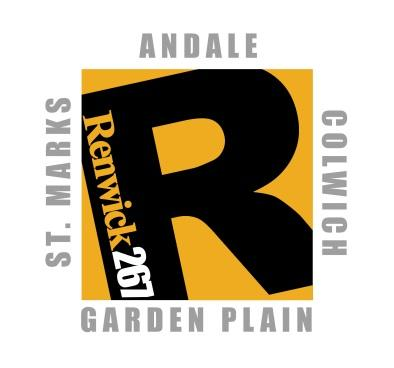 ANDALE
ST. MARKS
R
Renwick 267
COLWICH
GARDEN PLAIN